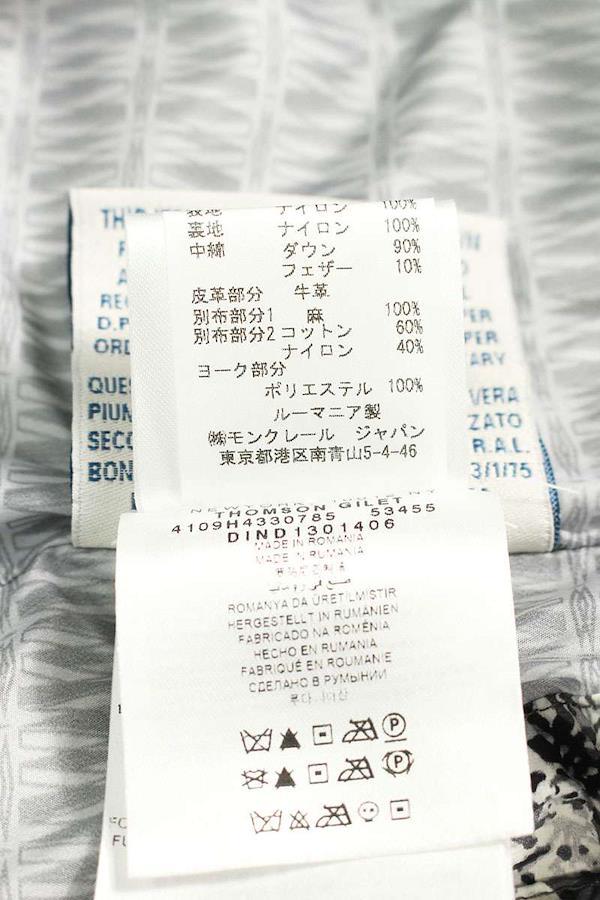 表地 ナイロン 100%
裏地 ナイロン 100%
中綿 ダウン 90%
フェザー 10%
皮革部分 牛革
別布部分1 麻 100%
別布部分2 コットン 60%
ナイロン 40%
ヨーク部分
ポリエステル 100%
ルーマニア製
㈱モンクレール ジャパン
東京都港区南青山5-4-46
D.P
ORD
QUES
PIUM
SECO
BON
VERA
ZATO
R.A.L.
3/1/75
THOMSON GILET
4109H4330785 53455
DIND1301406
MADE IN ROMANIA
MADE IN RUMANIA
ROMANYA DA ÜRETILMISTIR
HERGESTELLT IN RUMANIEN
FABRICADO NA ROMÉNIA
HECHO EN RUMANIA
FABRIQUÉ EN ROUMANIE
СДЕЛАНО В РУМЫНИИ